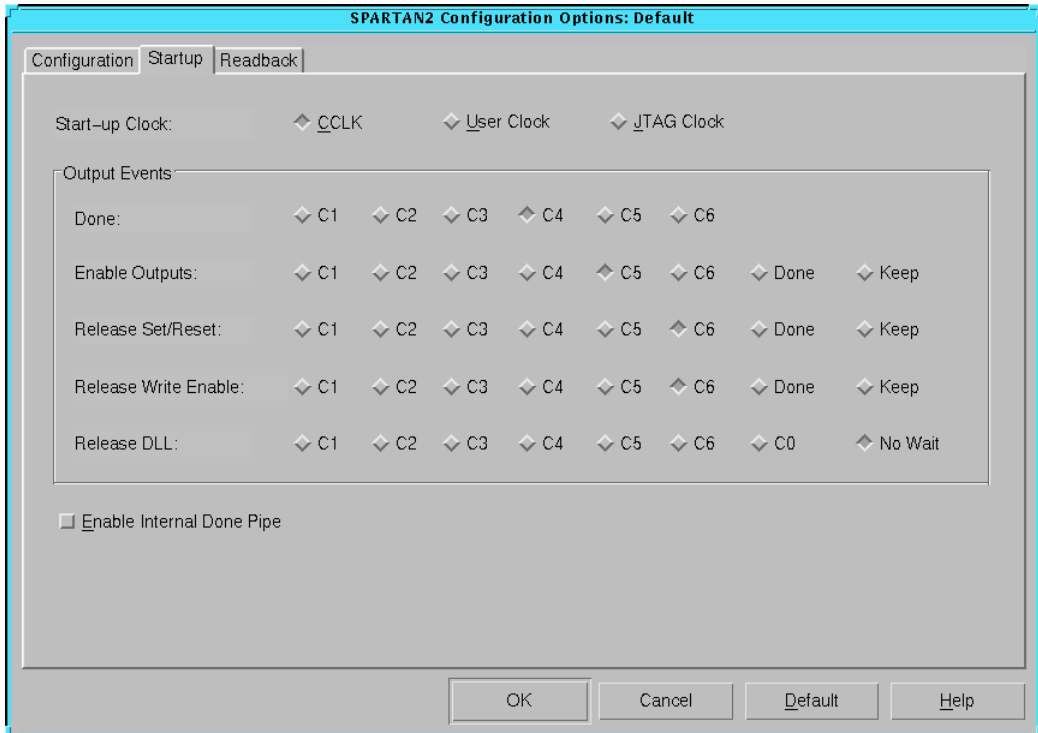 SPARTAN2 Configuration Options: Default
Configuration Startup Readback
Start-up Clock: CCLK User Clock JTAG Clock
Output Events
Done: C1 C2 C3 C4 C5 C6
Enable Outputs: C1 C2 C3 C4 C5 C6 Done Keep
Release Set/Reset: C1 C2 C3 C4 C5 C6 Done Keep
Release Write Enable: C1 C2 C3 C4 C5 C6 Done Keep
Release DLL: C1 C2 C3 C4 C5 C6 C0 No Wait
Enable Internal Done Pipe
OK Cancel Default Help